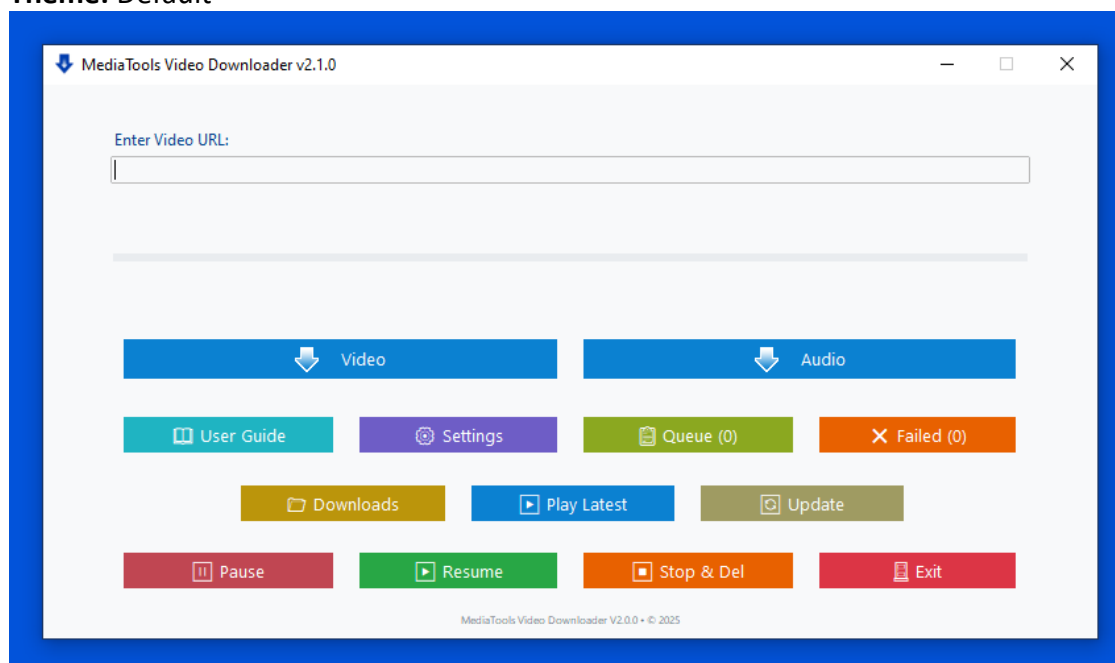 Theme: Default
MediaTools Video Downloader v2.1.0
Enter Video URL:
Video Audio
User Guide Settings Queue (0) Failed (0)
Downloads Play Latest Update
Pause Resume Stop & Del Exit
MediaTools Video Downloader V2.0.0 • © 2025